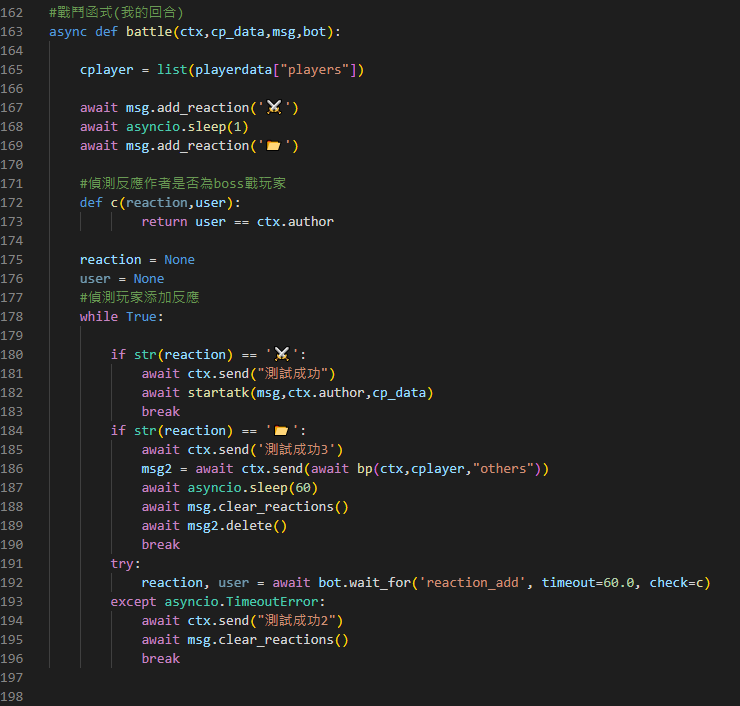 162 #戰鬥函式(我的回合)
163 async def battle(ctx,cp_data,msg,bot):
164
165     cplayer = list(playerdata["players"])
166
167     await msg.add_reaction('⚔️')
168     await asyncio.sleep(1)
169     await msg.add_reaction('📂')
170
171     #偵測反應作者是否為boss戰玩家
172     def c(reaction,user):
173             return user == ctx.author
174
175     reaction = None
176     user = None
177     #偵測玩家添加反應
178     while True:
179
180         if str(reaction) == '⚔️':
181             await ctx.send("測試成功")
182             await startatk(msg,ctx.author,cp_data)
183             break
184         if str(reaction) == '📂':
185             await ctx.send('測試成功3')
186             msg2 = await ctx.send(await bp(ctx,cplayer,"others"))
187             await asyncio.sleep(60)
188             await msg.clear_reactions()
189             await msg2.delete()
190             break
191         try:
192             reaction, user = await bot.wait_for('reaction_add', timeout=60.0, check=c)
193         except asyncio.TimeoutError:
194             await ctx.send("測試成功2")
195             await msg.clear_reactions()
196             break
197
198